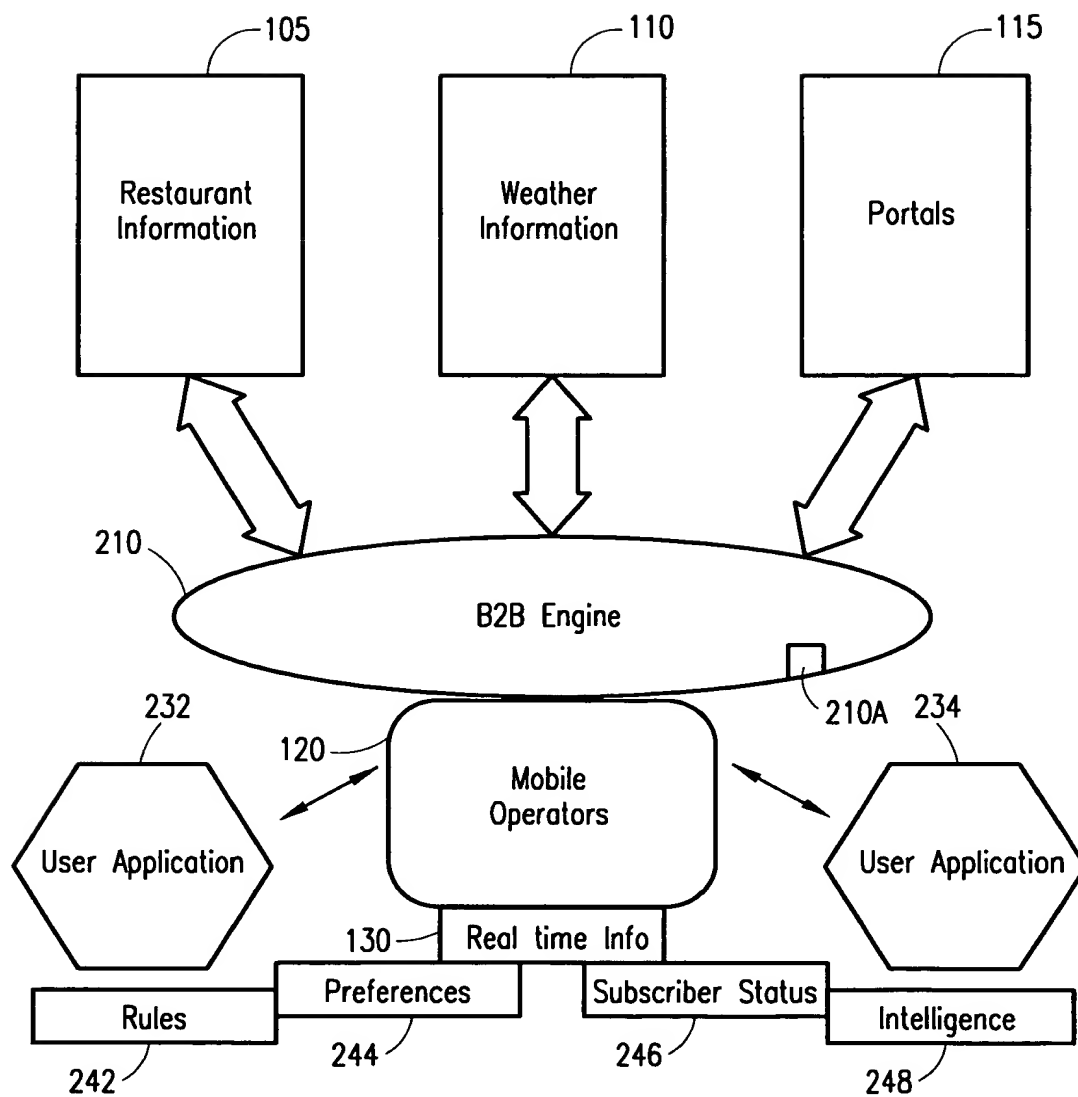 105
110
115
Restaurant
Information
Weather
Information
Portals
210
B2B Engine
210A
232
120
234
Mobile
Operators
User Application
User Application
130
Real time Info
Preferences
Subscriber Status
Rules
Intelligence
242
244
246
248